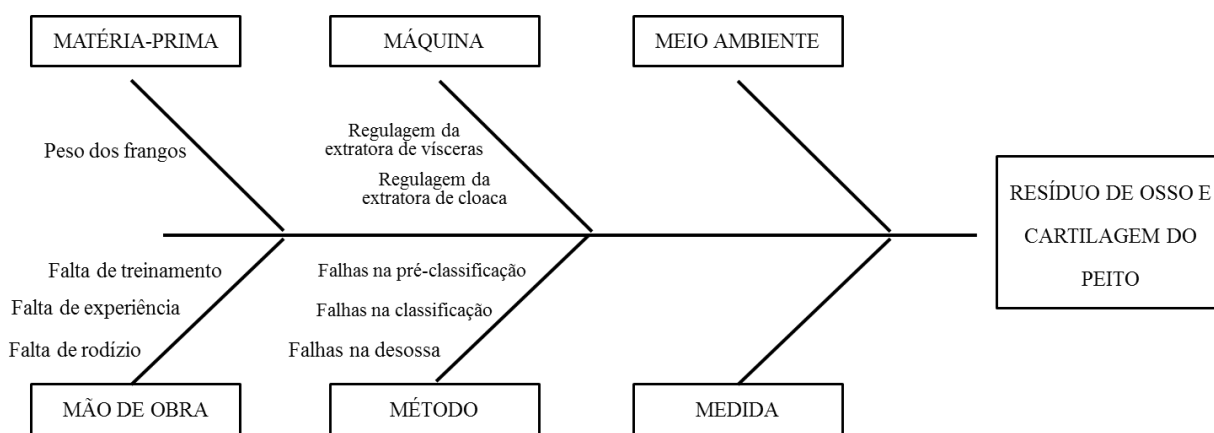 MATÉRIA-PRIMA
MÁQUINA
MEIO AMBIENTE
Peso dos frangos
Regulagem da
extratora de vísceras
Regulagem da
extratora de cloaca
RESÍDUO DE OSSO E
CARTILAGEM DO
PEITO
Falta de treinamento
Falta de experiência
Falta de rodízio
Falhas na pré-classificação
Falhas na classificação
Falhas na desossa
MÃO DE OBRA
MÉTODO
MEDIDA